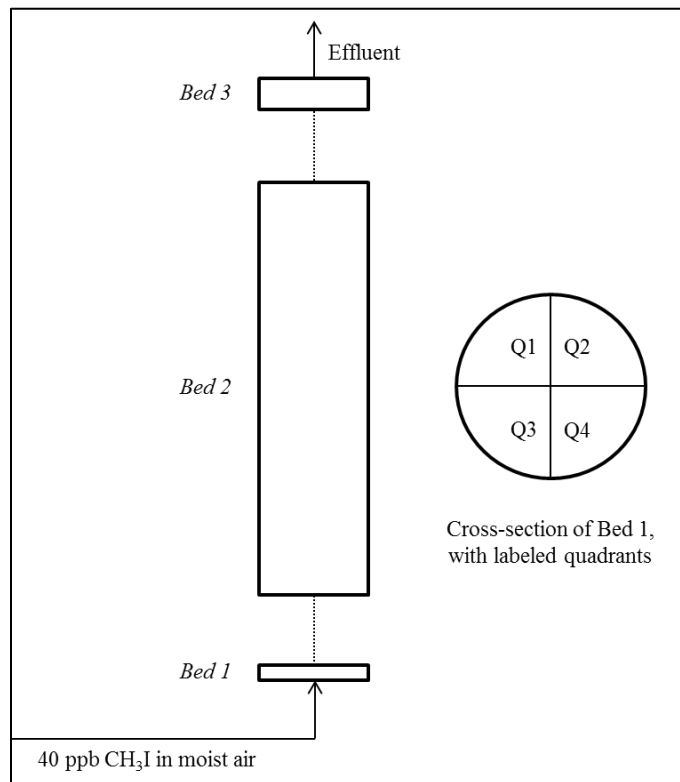 Effluent
Bed 3
Bed 2
Q1 Q2
Q3 Q4
Cross-section of Bed 1,
with labeled quadrants
Bed 1
40 ppb CH₃I in moist air